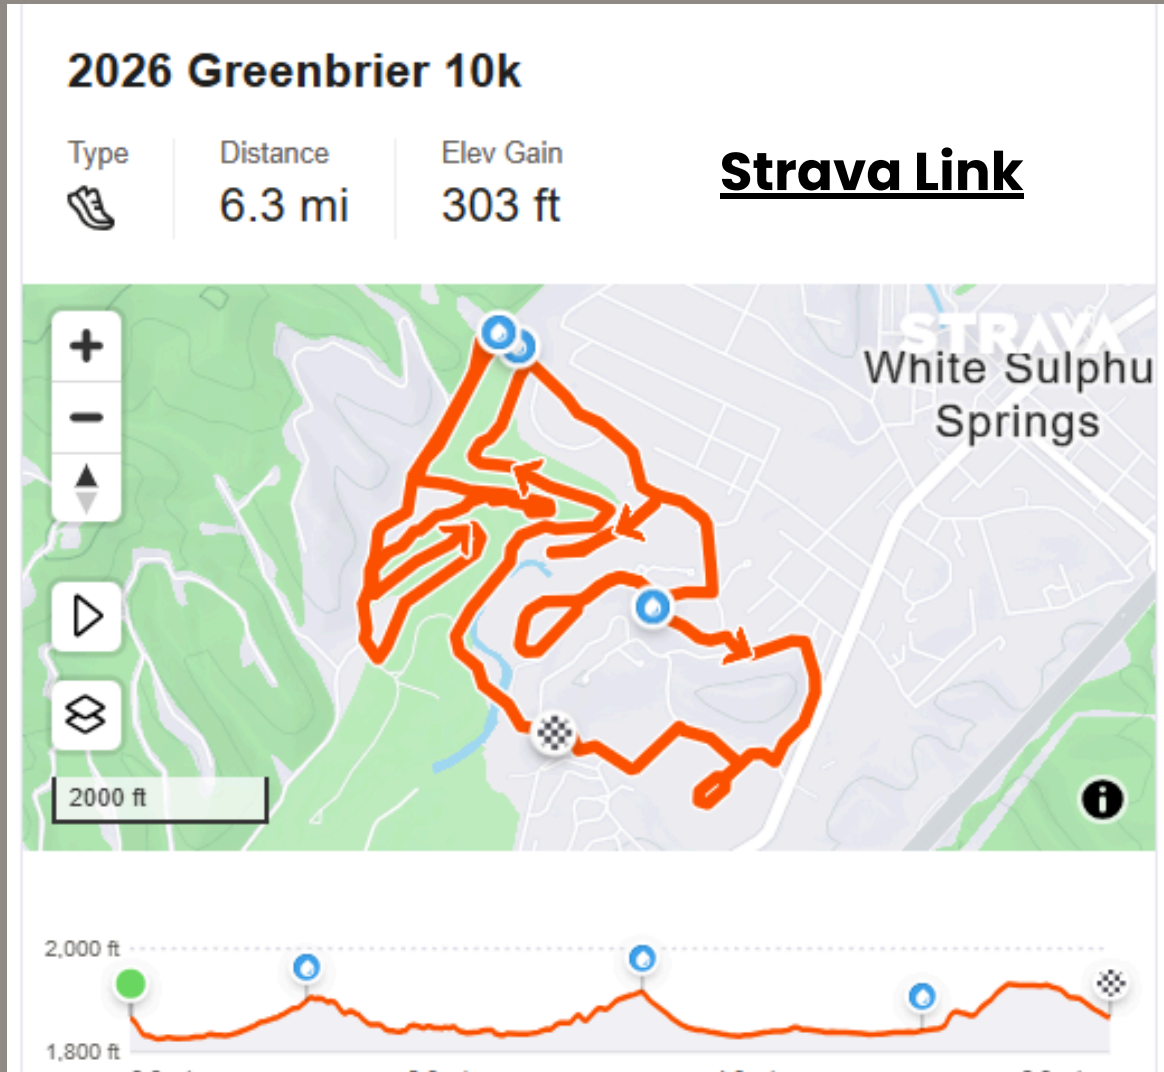 2026 Greenbrier 10k
Type
Distance
Elev Gain
6.3 mi
303 ft
Strava Link
STRAVA
White Sulphu
Springs
2000 ft
2,000 ft
1,800 ft